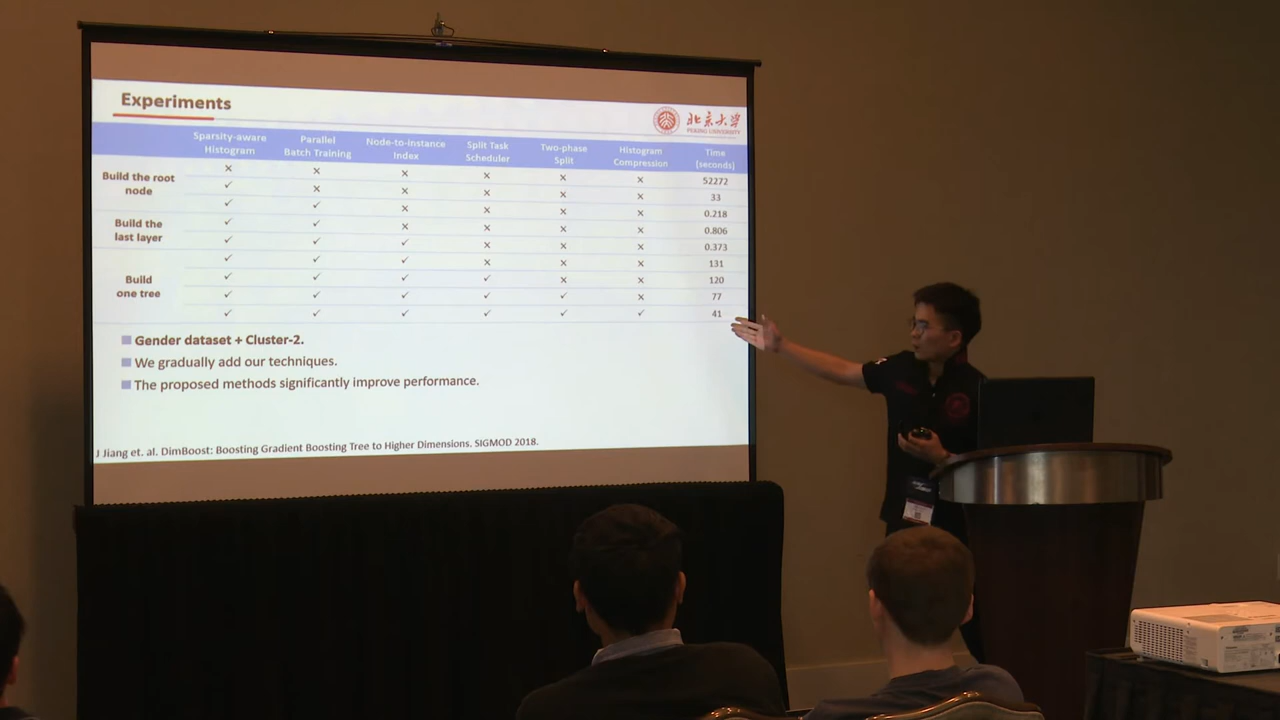 Experiments
北京大学
PEKING UNIVERSITY
Sparsity-aware Histogram Parallel Batch Training Node-to-Instance Index Split Task Scheduler Two-phase Split Histogram Compression Time (seconds)
Build the root node
✗ ✗ ✗ ✗ ✗ ✗ 52272
✓ ✗ ✗ ✗ ✗ ✗ 33
✓ ✓ ✗ ✗ ✗ ✗ 0.218
Build the last layer
✓ ✓ ✗ ✗ ✗ ✗ 0.806
✓ ✓ ✓ ✗ ✗ ✗ 0.373
Build one tree
✓ ✓ ✓ ✗ ✗ ✗ 131
✓ ✓ ✓ ✓ ✗ ✗ 120
✓ ✓ ✓ ✓ ✓ ✗ 77
✓ ✓ ✓ ✓ ✓ ✓ 41
Gender dataset + Cluster-2.
We gradually add our techniques.
The proposed methods significantly improve performance.
J Jiang et. al. DimBoost: Boosting Gradient Boosting Tree to Higher Dimensions. SIGMOD 2018.